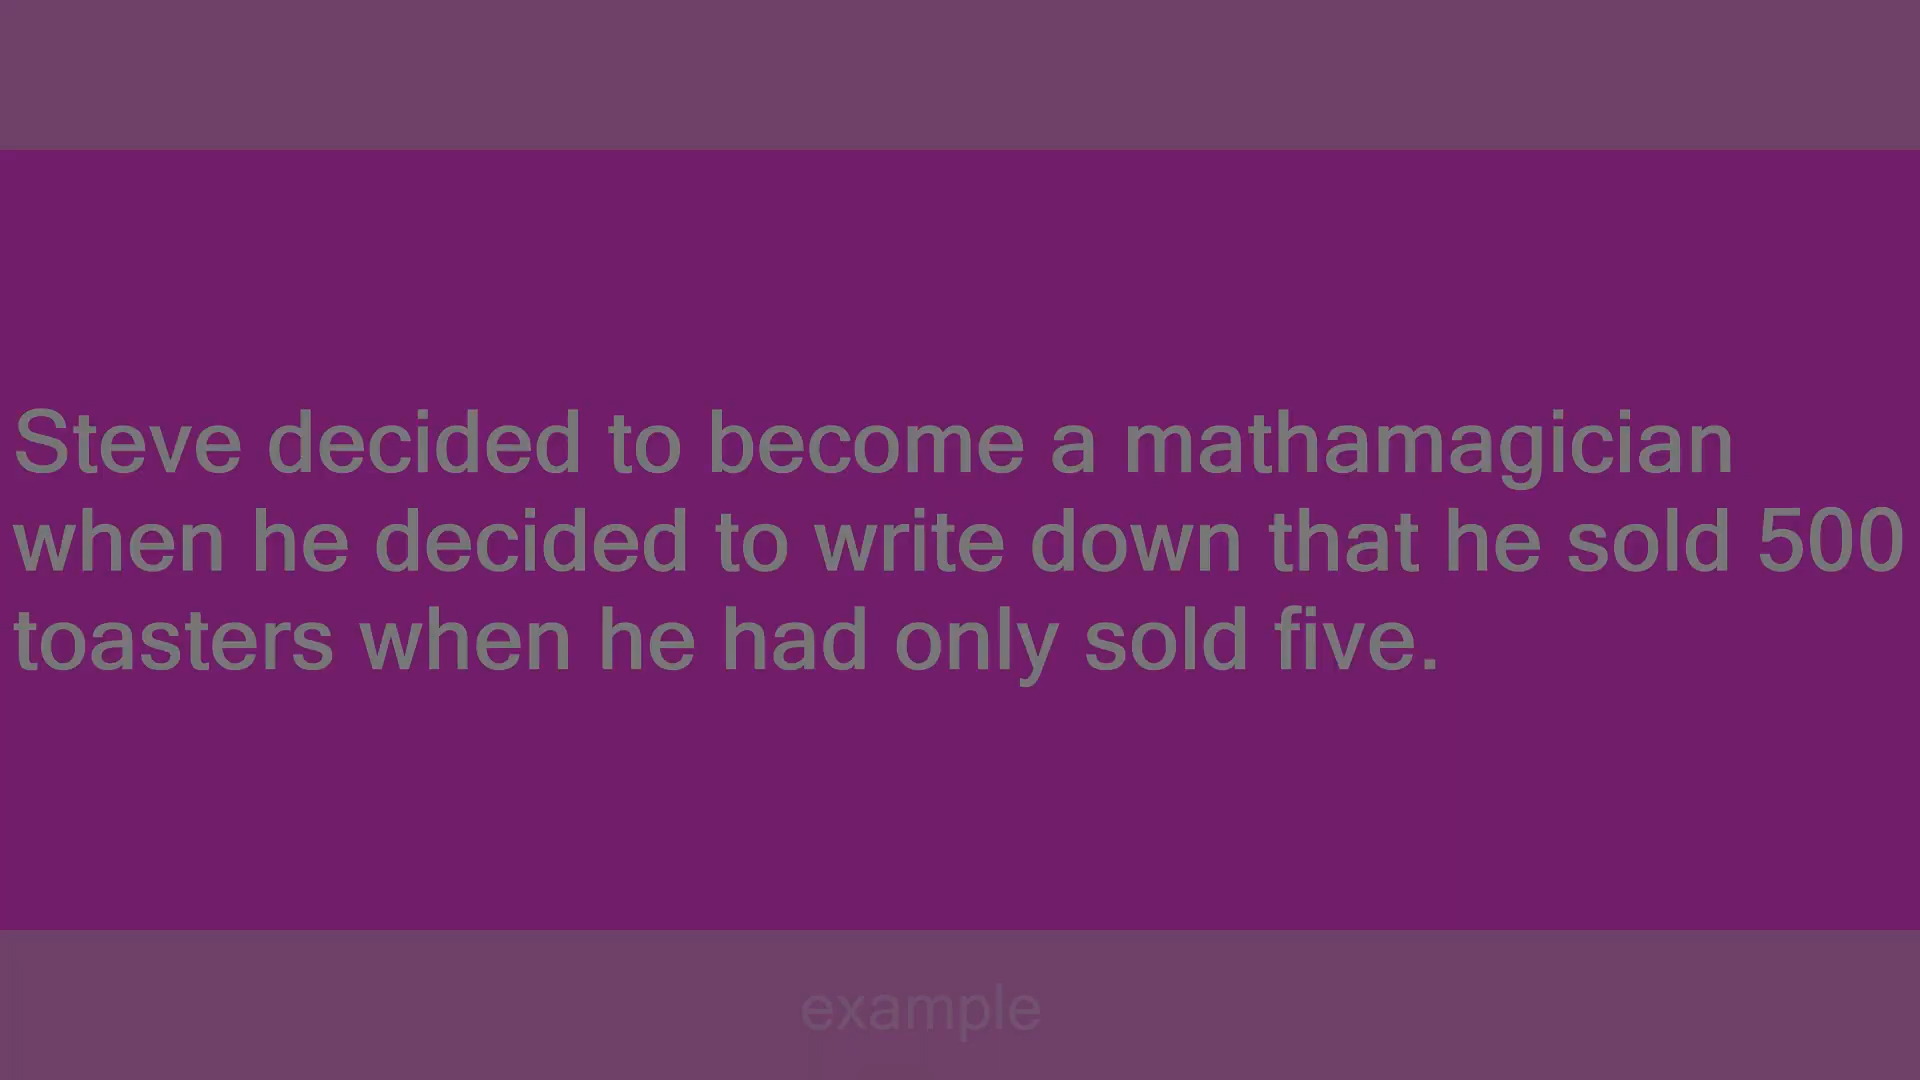 Steve decided to become a mathamagician
when he decided to write down that he sold 500
toasters when he had only sold five.
example